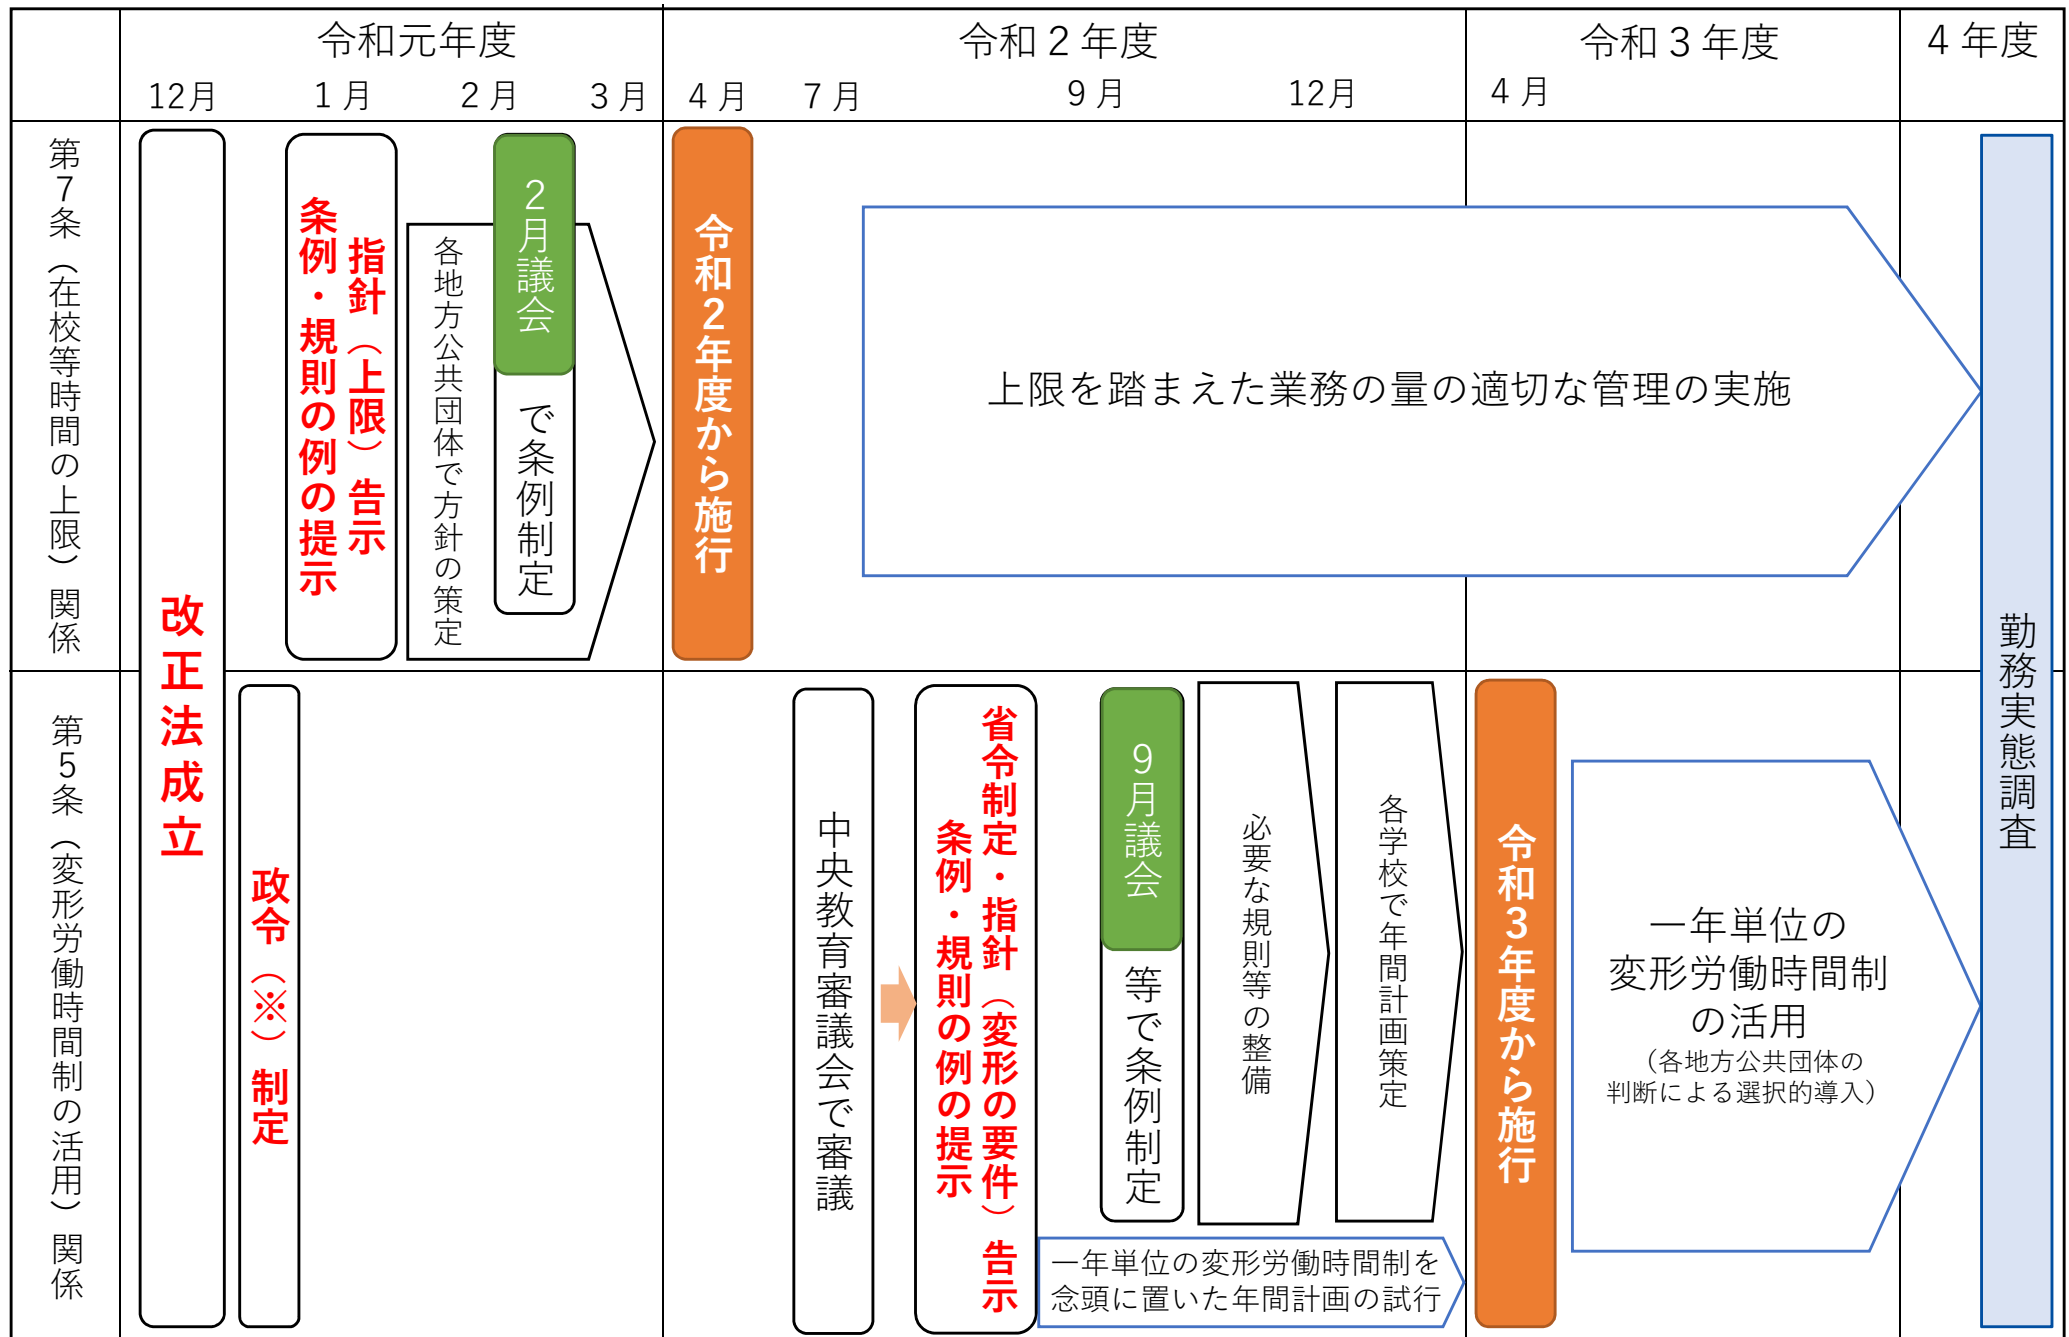 令和元年度
令和２年度
令和３年度
４年度
12月
１月
２月
３月
４月
７月
９月
12月
４月
第７条（在校等時間の上限）関係
改正法成立
指針（上限）告示
条例・規則の例の提示
各地方公共団体で方針の策定
２月議会
で条例制定
令和２年度から施行
上限を踏まえた業務の量の適切な管理の実施
勤務実態調査
第５条（変形労働時間制の活用）関係
政令（※）制定
中央教育審議会で審議
省令制定・指針（変形の要件）告示
条例・規則の例の提示
９月議会
等で条例制定
必要な規則等の整備
各学校で年間計画策定
一年単位の変形労働時間制を
念頭に置いた年間計画の試行
令和３年度から施行
一年単位の
変形労働時間制
の活用
（各地方公共団体の
判断による選択的導入）